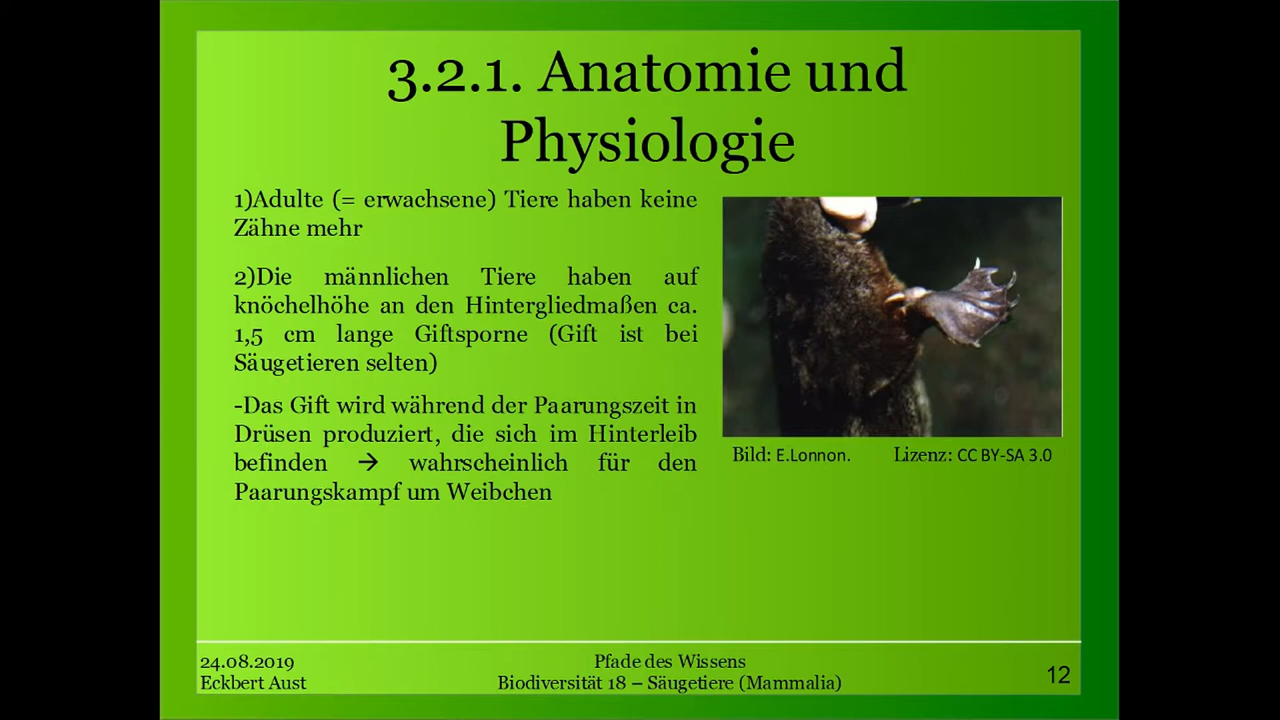 3.2.1. Anatomie und
Physiologie
1)Adulte (= erwachsene) Tiere haben keine
Zähne mehr
2)Die männlichen Tiere haben auf
knöchelhöhe an den Hintergliedmaßen ca.
1,5 cm lange Giftsporne (Gift ist bei
Säugetieren selten)
-Das Gift wird während der Paarungszeit in
Drüsen produziert, die sich im Hinterleib
befinden → wahrscheinlich für den
Paarungskampf um Weibchen
Bild: E.Lonnon. Lizenz: CC BY-SA 3.0
24.08.2019
Eckbert Aust
Pfade des Wissens
Biodiversität 18 – Säugetiere (Mammalia)
12